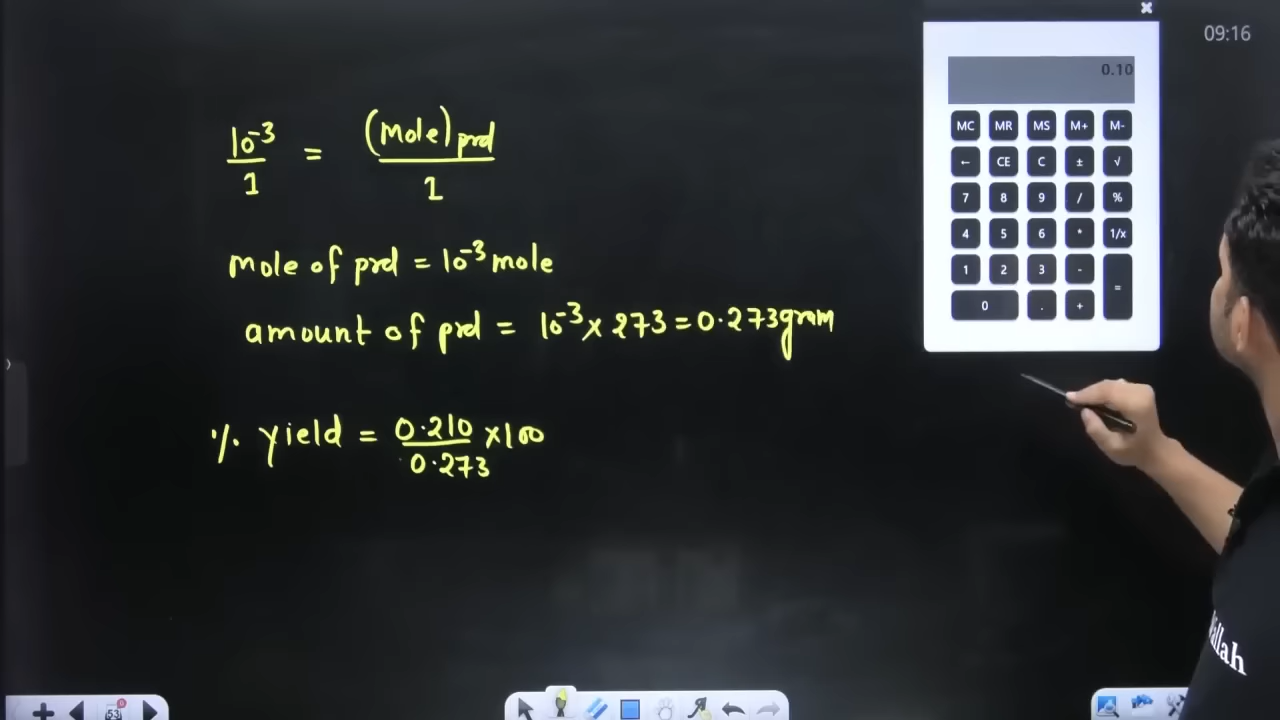 09:16
0.10
MC MR MS M+ M-
← CE C ± √
7 8 9 / %
4 5 6 * 1/x
1 2 3 - =
0 . +
10⁻³/1 = (mole)prd/1
mole of prd = 10⁻³ mole
amount of prd = 10⁻³ × 273 = 0.273 gram
% yield = 0.210/0.273 × 100
53
allah